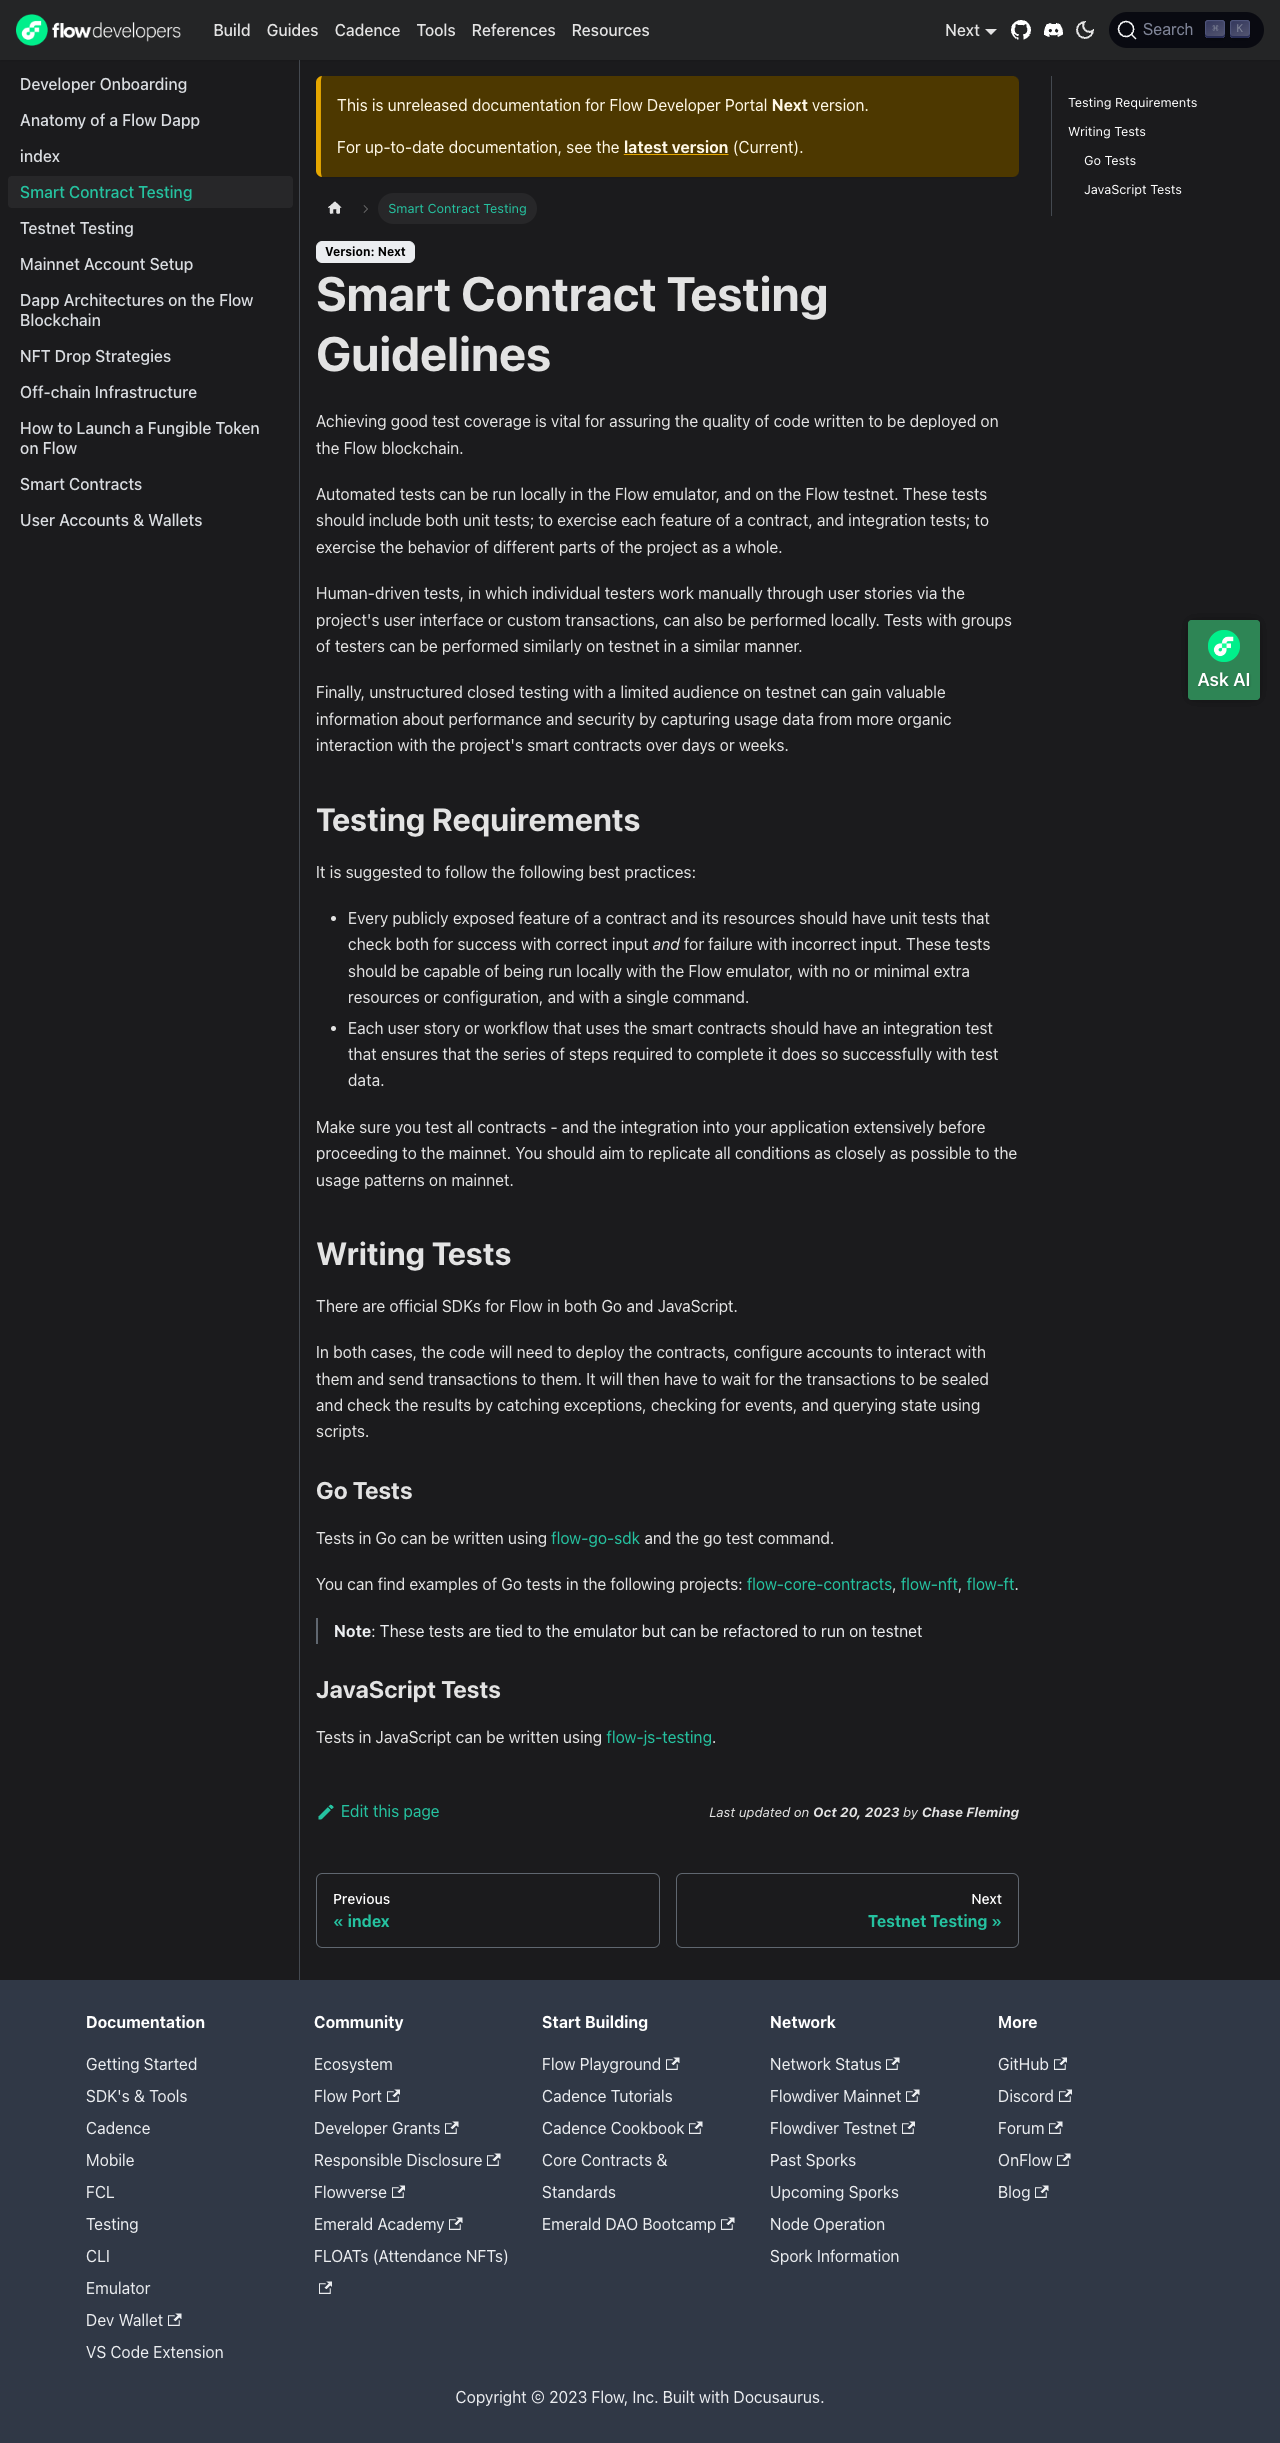 flowdevelopers
Build Guides Cadence Tools References Resources
Next
Search ⌘ K
Developer Onboarding
Anatomy of a Flow Dapp
index
Smart Contract Testing
Testnet Testing
Mainnet Account Setup
Dapp Architectures on the Flow
Blockchain
NFT Drop Strategies
Off-chain Infrastructure
How to Launch a Fungible Token
on Flow
Smart Contracts
User Accounts & Wallets
This is unreleased documentation for Flow Developer Portal Next version.
For up-to-date documentation, see the latest version (Current).
Smart Contract Testing
Version: Next
Smart Contract Testing
Guidelines
Achieving good test coverage is vital for assuring the quality of code written to be deployed on
the Flow blockchain.
Automated tests can be run locally in the Flow emulator, and on the Flow testnet. These tests
should include both unit tests; to exercise each feature of a contract, and integration tests; to
exercise the behavior of different parts of the project as a whole.
Human-driven tests, in which individual testers work manually through user stories via the
project's user interface or custom transactions, can also be performed locally. Tests with groups
of testers can be performed similarly on testnet in a similar manner.
Finally, unstructured closed testing with a limited audience on testnet can gain valuable
information about performance and security by capturing usage data from more organic
interaction with the project's smart contracts over days or weeks.
Testing Requirements
It is suggested to follow the following best practices:
• Every publicly exposed feature of a contract and its resources should have unit tests that
check both for success with correct input and for failure with incorrect input. These tests
should be capable of being run locally with the Flow emulator, with no or minimal extra
resources or configuration, and with a single command.
• Each user story or workflow that uses the smart contracts should have an integration test
that ensures that the series of steps required to complete it does so successfully with test
data.
Make sure you test all contracts - and the integration into your application extensively before
proceeding to the mainnet. You should aim to replicate all conditions as closely as possible to the
usage patterns on mainnet.
Writing Tests
There are official SDKs for Flow in both Go and JavaScript.
In both cases, the code will need to deploy the contracts, configure accounts to interact with
them and send transactions to them. It will then have to wait for the transactions to be sealed
and check the results by catching exceptions, checking for events, and querying state using
scripts.
Go Tests
Tests in Go can be written using flow-go-sdk and the go test command.
You can find examples of Go tests in the following projects: flow-core-contracts, flow-nft, flow-ft.
Note: These tests are tied to the emulator but can be refactored to run on testnet
JavaScript Tests
Tests in JavaScript can be written using flow-js-testing.
Edit this page
Last updated on Oct 20, 2023 by Chase Fleming
Previous
« index
Next
Testnet Testing »
Testing Requirements
Writing Tests
Go Tests
JavaScript Tests
Ask AI
Documentation
Getting Started
SDK's & Tools
Cadence
Mobile
FCL
Testing
CLI
Emulator
Dev Wallet
VS Code Extension
Community
Ecosystem
Flow Port
Developer Grants
Responsible Disclosure
Flowverse
Emerald Academy
FLOATs (Attendance NFTs)
Start Building
Flow Playground
Cadence Tutorials
Cadence Cookbook
Core Contracts &
Standards
Emerald DAO Bootcamp
Network
Network Status
Flowdiver Mainnet
Flowdiver Testnet
Past Sporks
Upcoming Sporks
Node Operation
Spork Information
More
GitHub
Discord
Forum
OnFlow
Blog
Copyright © 2023 Flow, Inc. Built with Docusaurus.